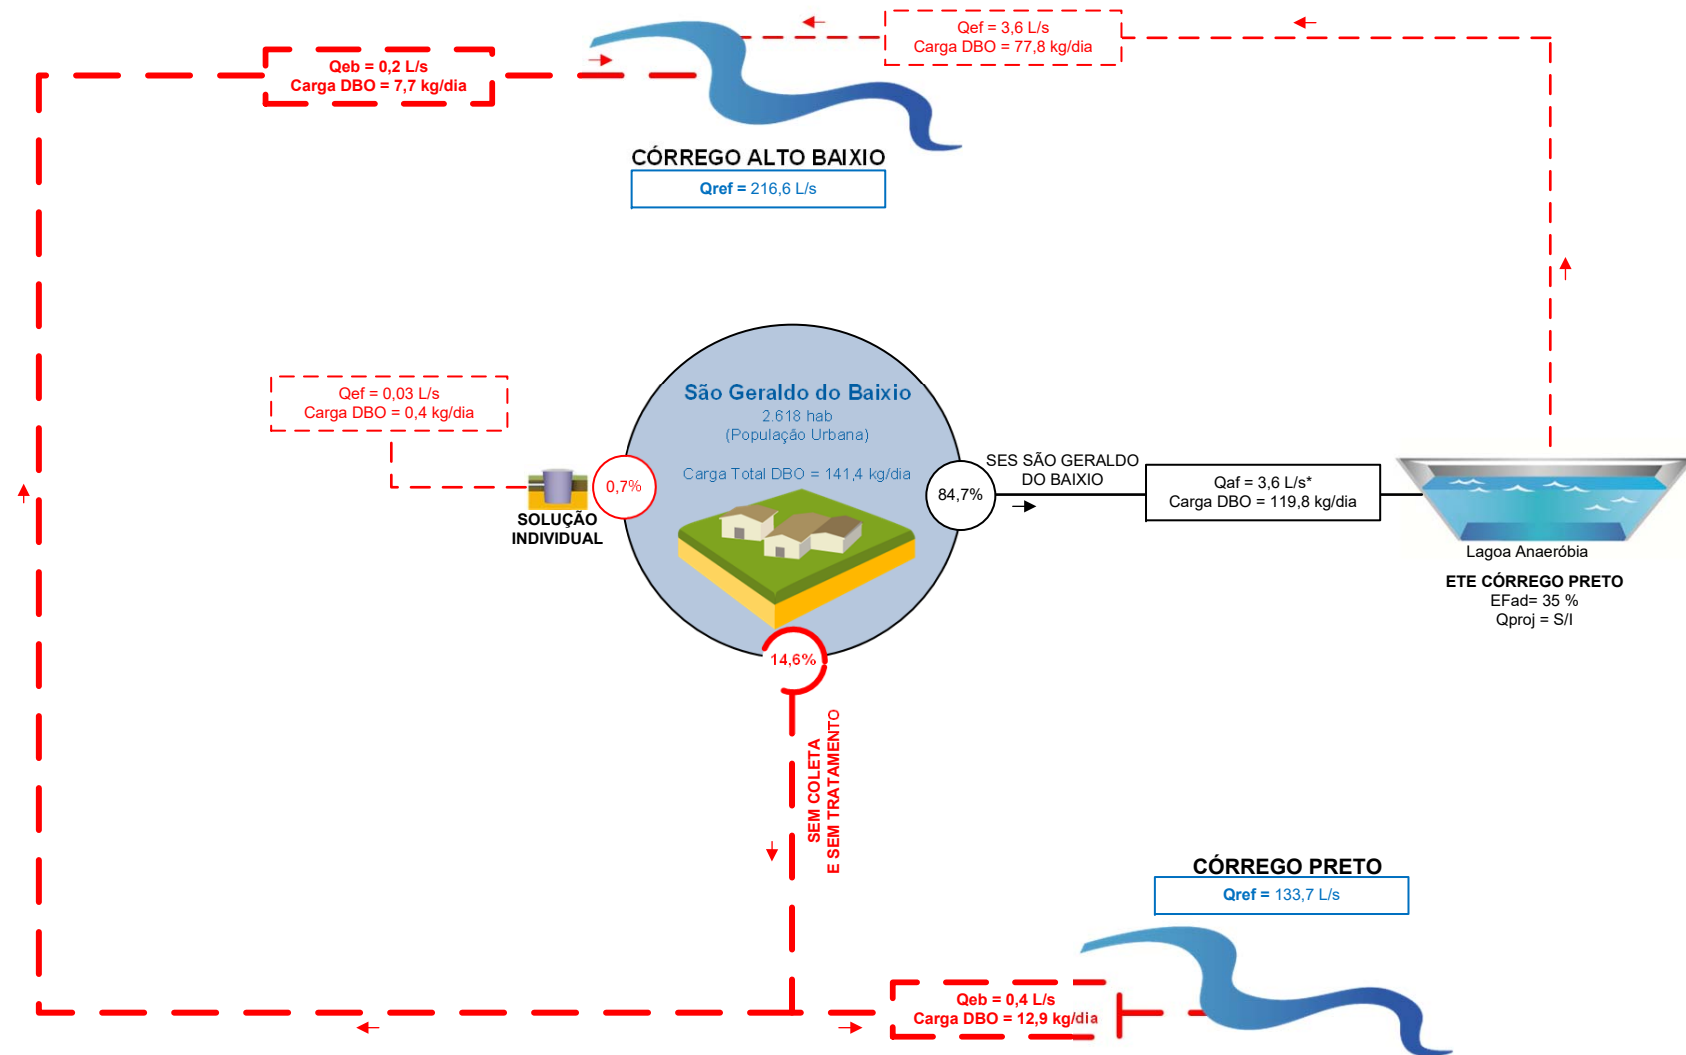 Qef = 3,6 L/s
Carga DBO = 77,8 kg/dia
Qeb = 0,2 L/s
Carga DBO = 7,7 kg/dia
CÓRREGO ALTO BAIXIO
Qref = 216,6 L/s
São Geraldo do Baixio
2.618 hab
(População Urbana)
Carga Total DBO = 141,4 kg/dia
Qef = 0,03 L/s
Carga DBO = 0,4 kg/dia
0,7%
SOLUÇÃO
INDIVIDUAL
84,7%
SES SÃO GERALDO
DO BAIXIO
Qaf = 3,6 L/s*
Carga DBO = 119,8 kg/dia
Lagoa Anaeróbia
ETE CÓRREGO PRETO
EFad= 35 %
Qproj = S/I
14,6%
SEM COLETA
E SEM TRATAMENTO
CÓRREGO PRETO
Qref = 133,7 L/s
Qeb = 0,4 L/s
Carga DBO = 12,9 kg/dia